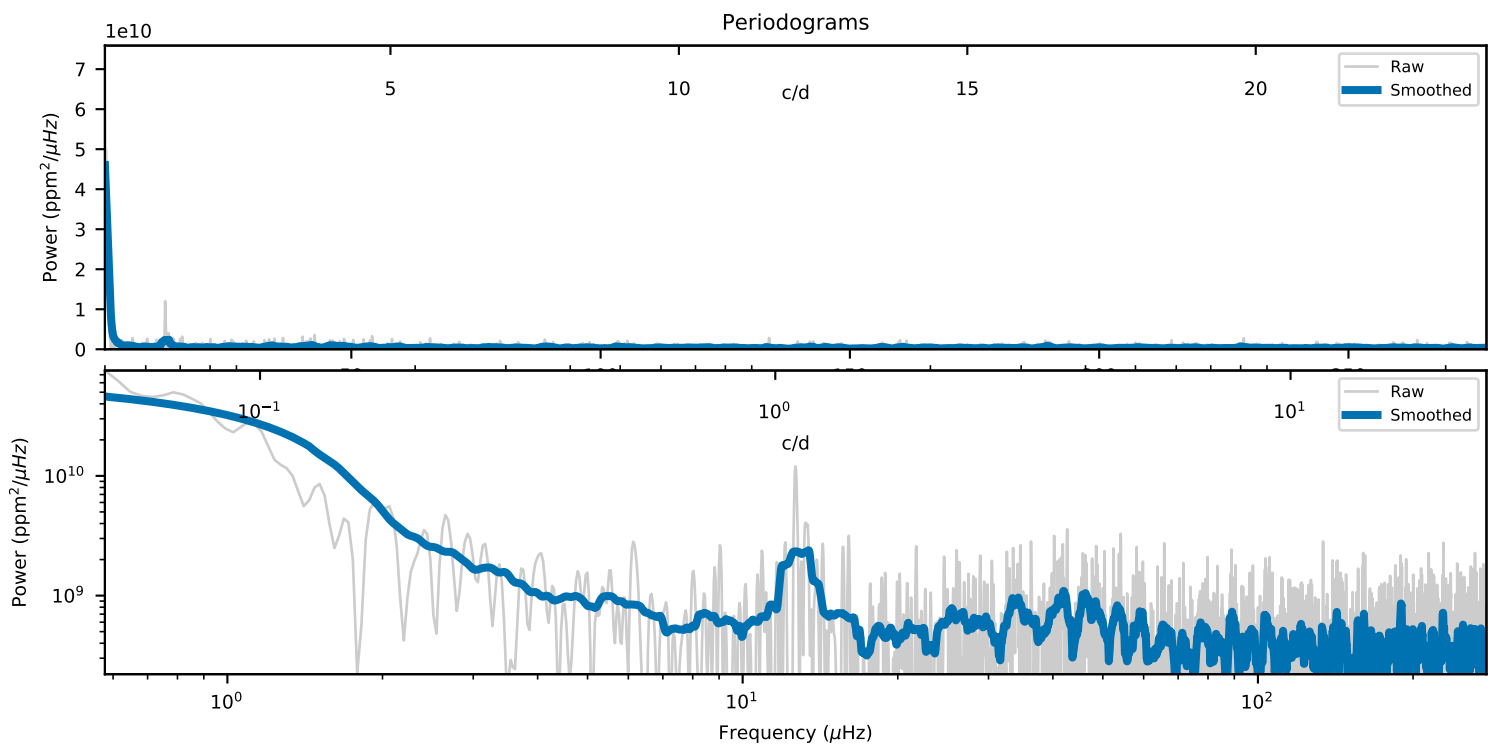 Periodograms
1e10
5 10 15 20
c/d
Raw
Smoothed
7
6
5
4
3
2
1
0
Power (ppm²/μHz)
10⁻¹ 10⁰ 10¹
c/d
Raw
Smoothed
10¹⁰
10⁹
Power (ppm²/μHz)
10⁰ 10¹ 10²
Frequency (μHz)